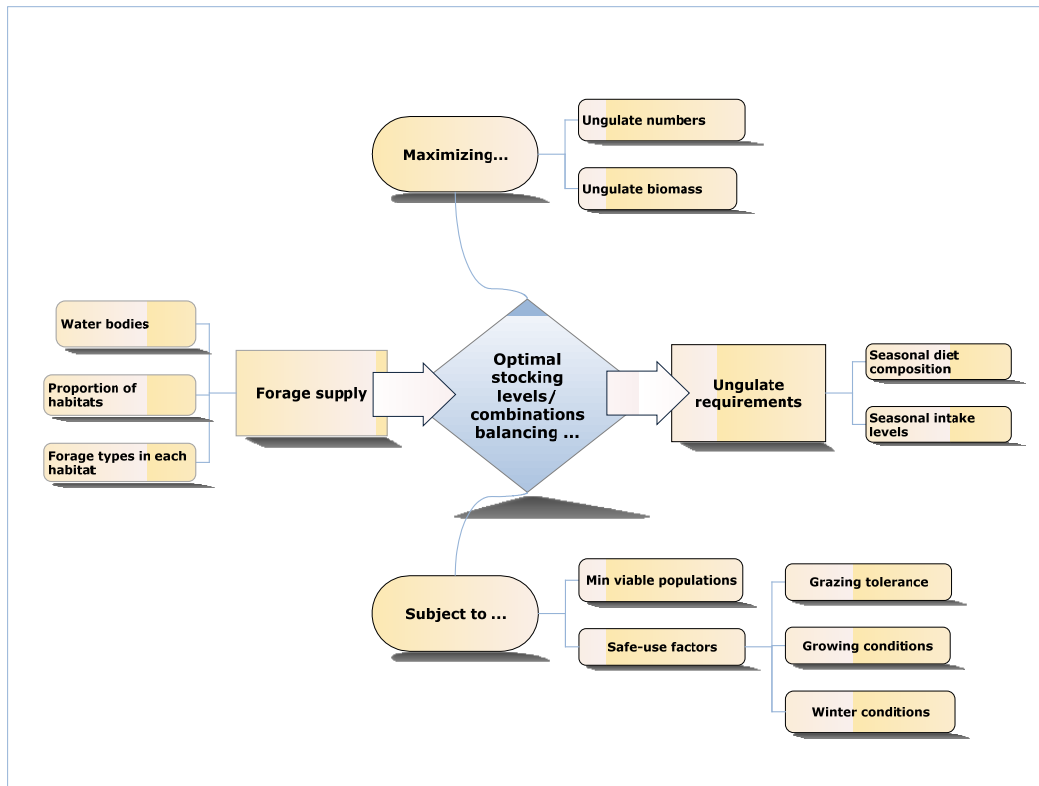 Ungulate numbers
Maximizing...
Ungulate biomass
Water bodies
Proportion of
habitats
Forage types in each
habitat
Forage supply
Optimal
stocking
levels/
combinations
balancing ...
Ungulate
requirements
Seasonal diet
composition
Seasonal intake
levels
Subject to ...
Min viable populations
Safe-use factors
Grazing tolerance
Growing conditions
Winter conditions